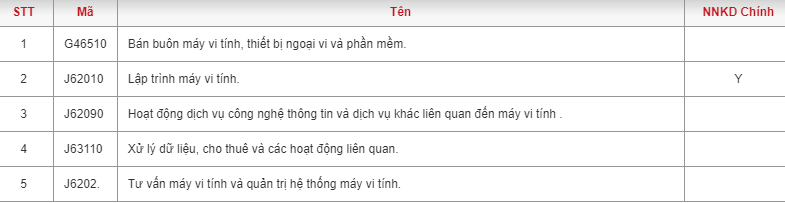 STT Mã Tên NNKD Chính
1 G46510 Bán buôn máy vi tính, thiết bị ngoại vi và phần mềm.
2 J62010 Lập trình máy vi tính. Y
3 J62090 Hoạt động dịch vụ công nghệ thông tin và dịch vụ khác liên quan đến máy vi tính .
4 J63110 Xử lý dữ liệu, cho thuê và các hoạt động liên quan.
5 J6202. Tư vấn máy vi tính và quản trị hệ thống máy vi tính.